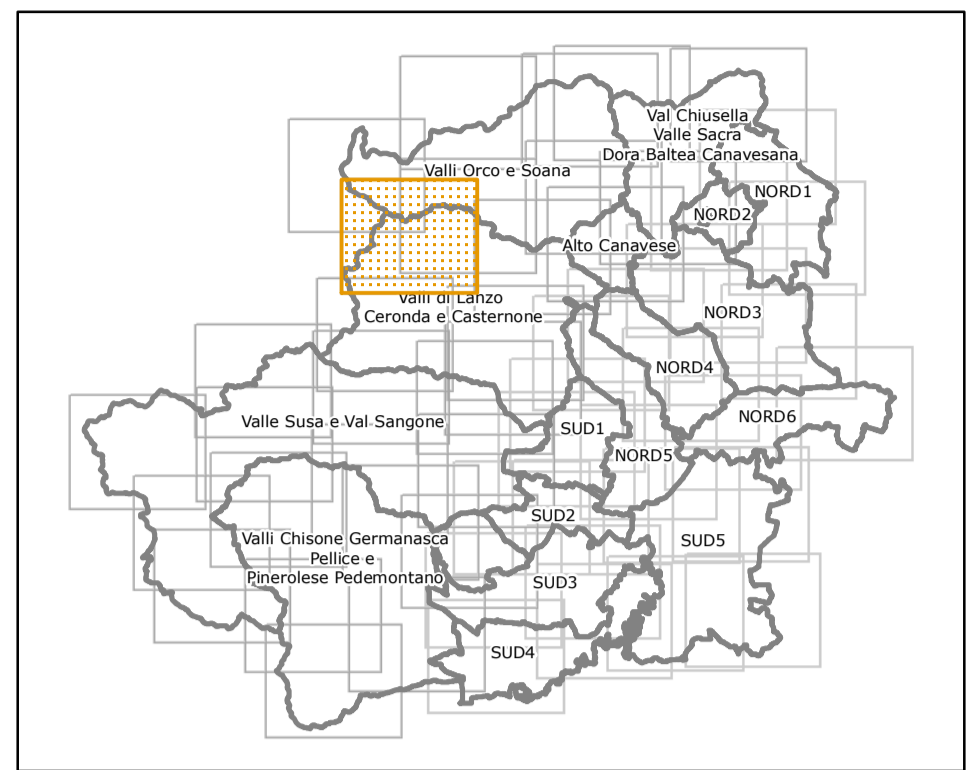 Val Chiusella
Valle Sacra
Dora Baltea Canavesana
Valli Orco e Soana
NORD1
NORD2
Alto Canavese
Valli di Lanzo
Ceronda e Casternone
NORD3
NORD4
NORD6
Valle Susa e Val Sangone
SUD1
NORD5
SUD2
SUD5
Valli Chisone Germanasca
Pellice e
Pinerolese Pedemontano
SUD3
SUD4